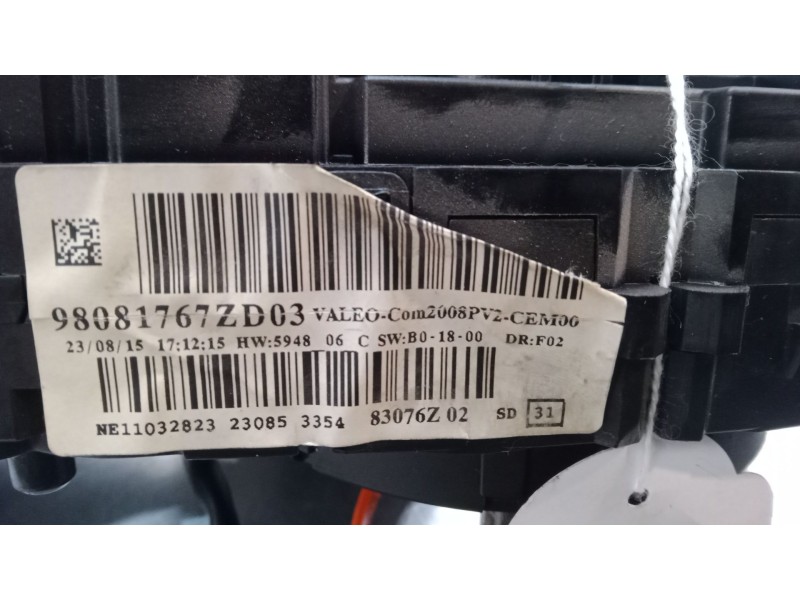 98081767ZD03 VALEO-Com2008PV2-CEM00
23/08/15 17:12:15 HW:5948 06 C SW:B0-18-00 DR:F02
NE11032823 23085 3354 83076Z 02 SD 31